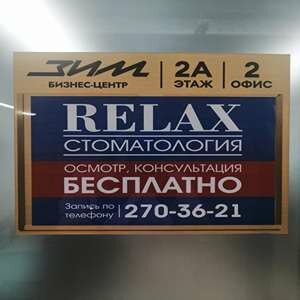 ЗИМ
БИЗНЕС-ЦЕНТР
2А
ЭТАЖ
2
ОФИС
RELAX
СТОМАТОЛОГИЯ
ОСМОТР, КОНСУЛЬТАЦИЯ
БЕСПЛАТНО
Запись по
телефону
270-36-21